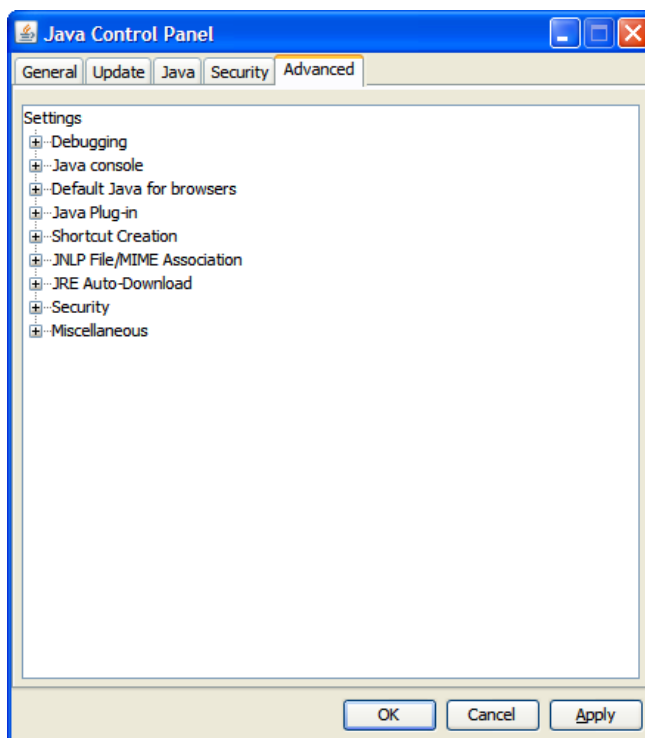 Java Control Panel
General Update Java Security Advanced
Settings
Debugging
Java console
Default Java for browsers
Java Plug-in
Shortcut Creation
JNLP File/MIME Association
JRE Auto-Download
Security
Miscellaneous
OK Cancel Apply